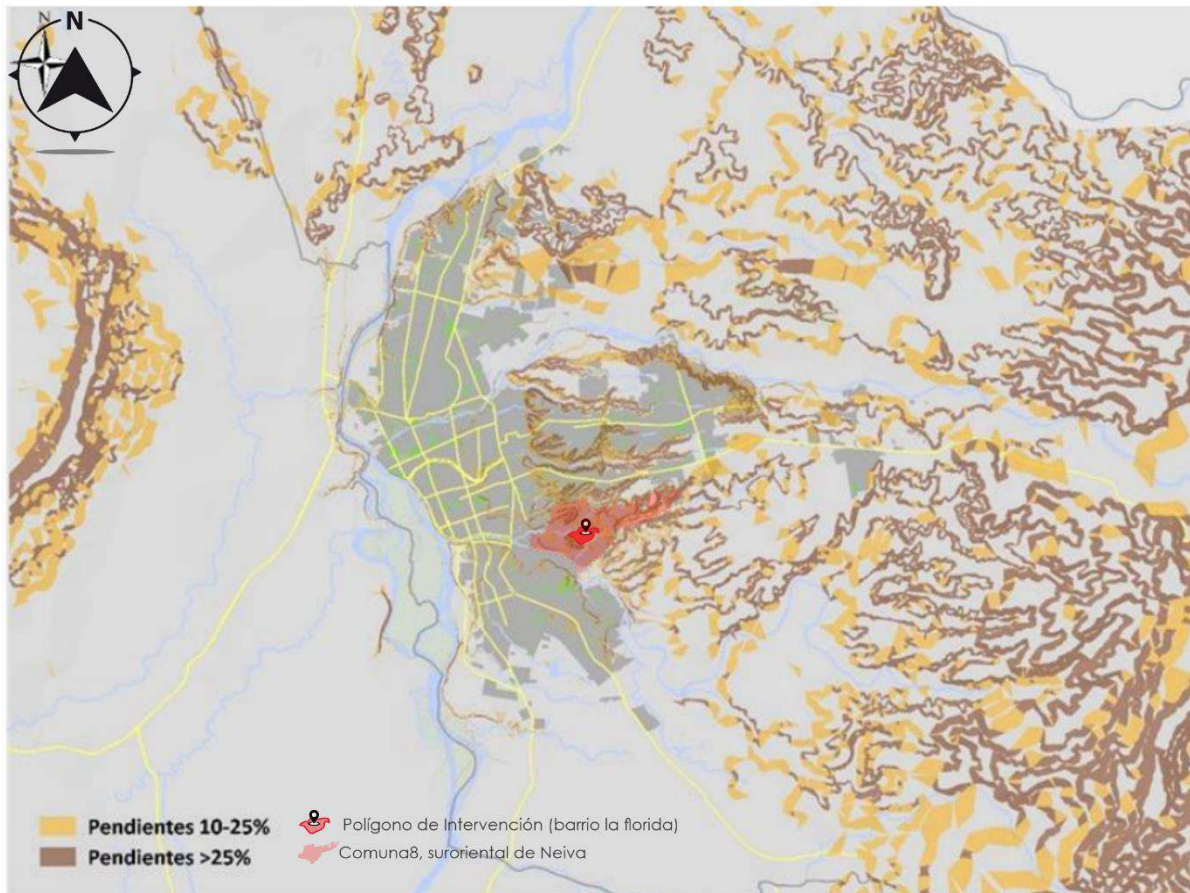 N
N
Pendientes 10-25%
Pendientes >25%
Polígono de Intervención (barrio la florida)
Comuna8, suroriental de Neiva